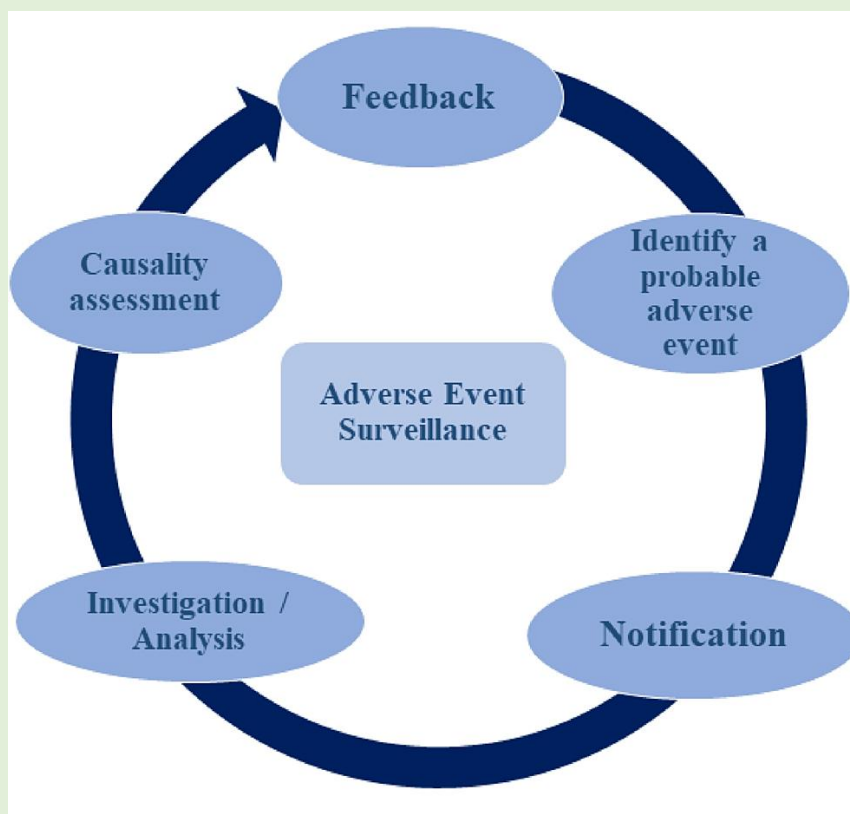 Feedback
Identify a
probable
adverse
event
Notification
Investigation /
Analysis
Causality
assessment
Adverse Event
Surveillance